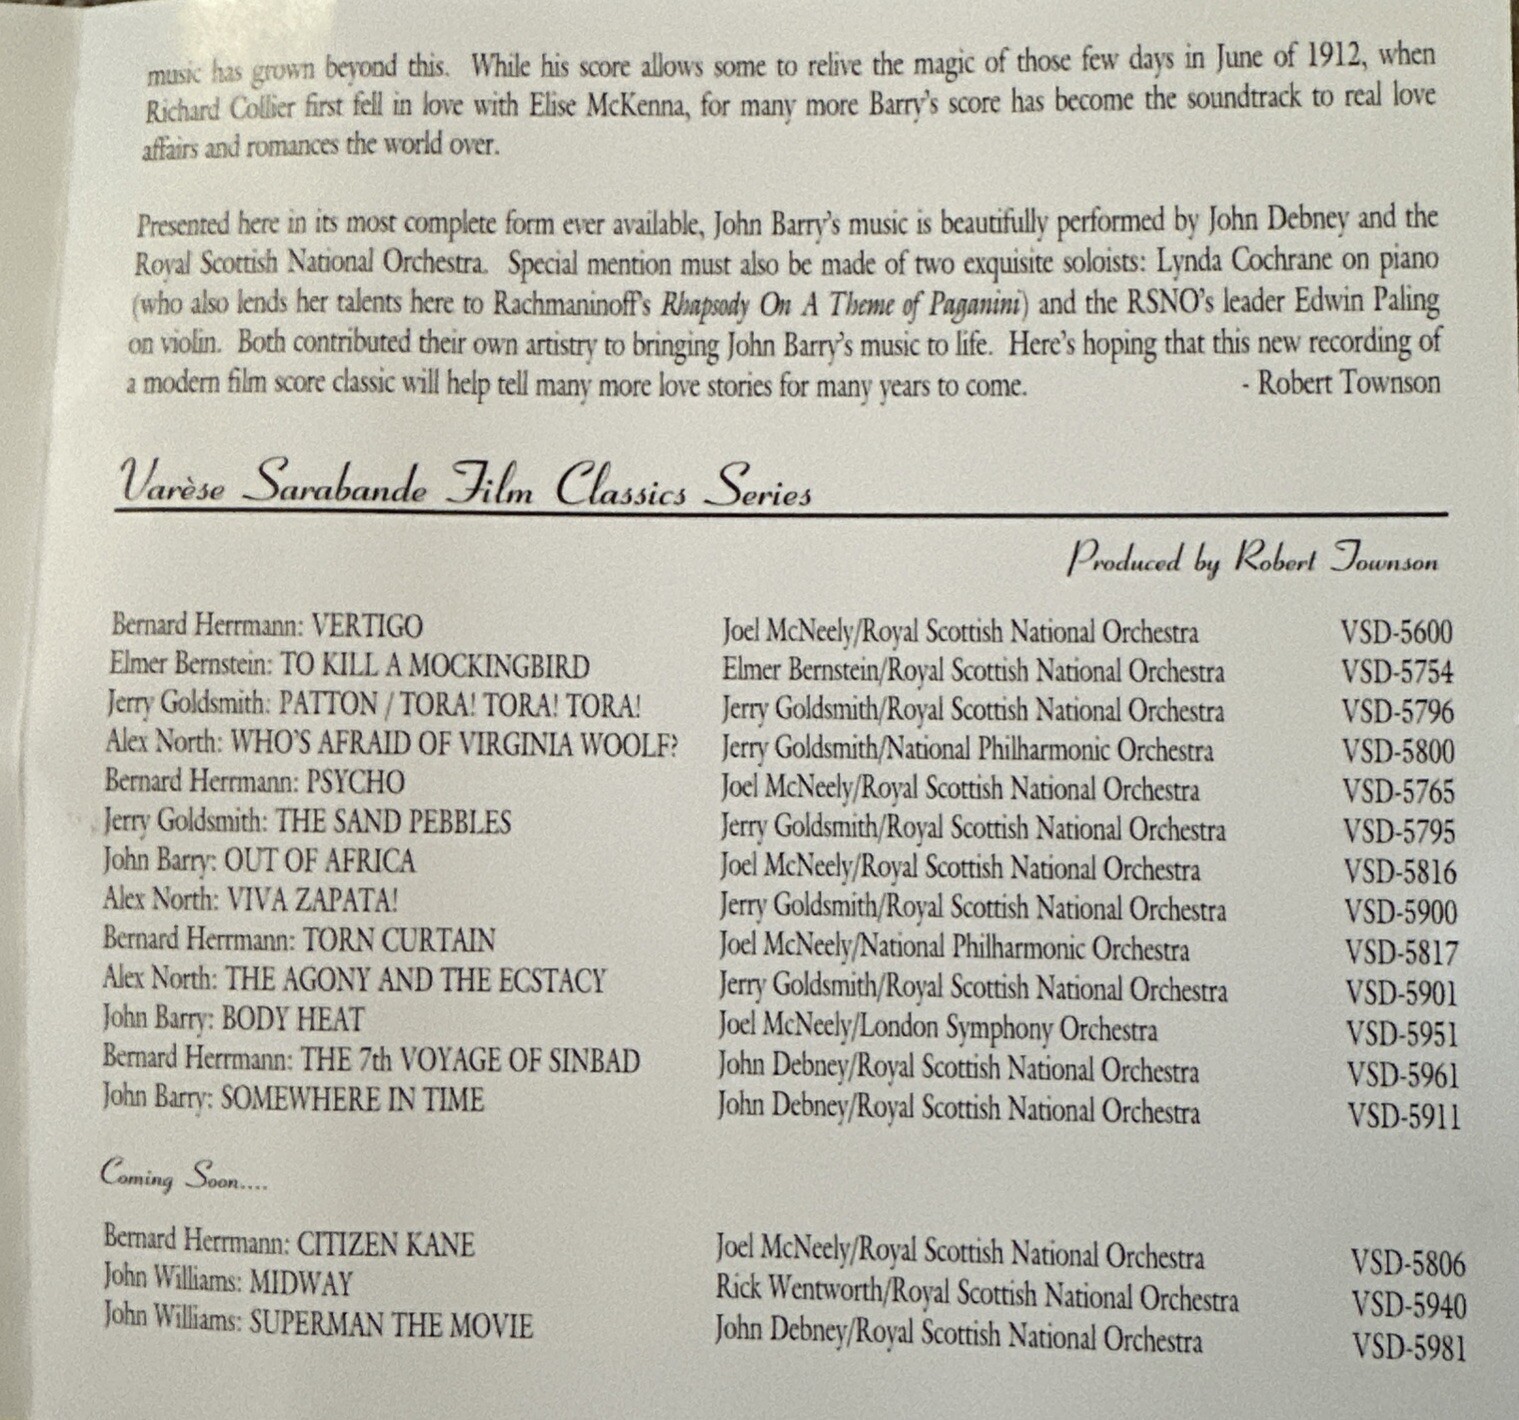 music has grown beyond this. While his score allows some to relive the magic of those few days in June of 1912, when
Richard Collier first fell in love with Elise McKenna, for many more Barry's score has become the soundtrack to real love
affairs and romances the world over.
Presented here in its most complete form ever available, John Barry's music is beautifully performed by John Debney and the
Royal Scottish National Orchestra. Special mention must also be made of two exquisite soloists: Lynda Cochrane on piano
(who also lends her talents here to Rachmaninoff's Rhapsody On A Theme of Paganini) and the RSNO's leader Edwin Paling
on violin. Both contributed their own artistry to bringing John Barry's music to life. Here's hoping that this new recording of
a modern film score classic will help tell many more love stories for many years to come. - Robert Townson
Varèse Sarabande Film Classics Series
Produced by Robert Townson
Bernard Herrmann: VERTIGO Joel McNeely/Royal Scottish National Orchestra VSD-5600
Elmer Bernstein: TO KILL A MOCKINGBIRD Elmer Bernstein/Royal Scottish National Orchestra VSD-5754
Jerry Goldsmith: PATTON / TORA! TORA! TORA! Jerry Goldsmith/Royal Scottish National Orchestra VSD-5796
Alex North: WHO'S AFRAID OF VIRGINIA WOOLF? Jerry Goldsmith/National Philharmonic Orchestra VSD-5800
Bernard Herrmann: PSYCHO Joel McNeely/Royal Scottish National Orchestra VSD-5765
Jerry Goldsmith: THE SAND PEBBLES Jerry Goldsmith/Royal Scottish National Orchestra VSD-5795
John Barry: OUT OF AFRICA Joel McNeely/Royal Scottish National Orchestra VSD-5816
Alex North: VIVA ZAPATA! Jerry Goldsmith/Royal Scottish National Orchestra VSD-5900
Bernard Herrmann: TORN CURTAIN Joel McNeely/National Philharmonic Orchestra VSD-5817
Alex North: THE AGONY AND THE ECSTACY Jerry Goldsmith/Royal Scottish National Orchestra VSD-5901
John Barry: BODY HEAT Joel McNeely/London Symphony Orchestra VSD-5951
Bernard Herrmann: THE 7th VOYAGE OF SINBAD John Debney/Royal Scottish National Orchestra VSD-5961
John Barry: SOMEWHERE IN TIME John Debney/Royal Scottish National Orchestra VSD-5911
Coming Soon....
Bernard Herrmann: CITIZEN KANE Joel McNeely/Royal Scottish National Orchestra VSD-5806
John Williams: MIDWAY Rick Wentworth/Royal Scottish National Orchestra VSD-5940
John Williams: SUPERMAN THE MOVIE John Debney/Royal Scottish National Orchestra VSD-5981